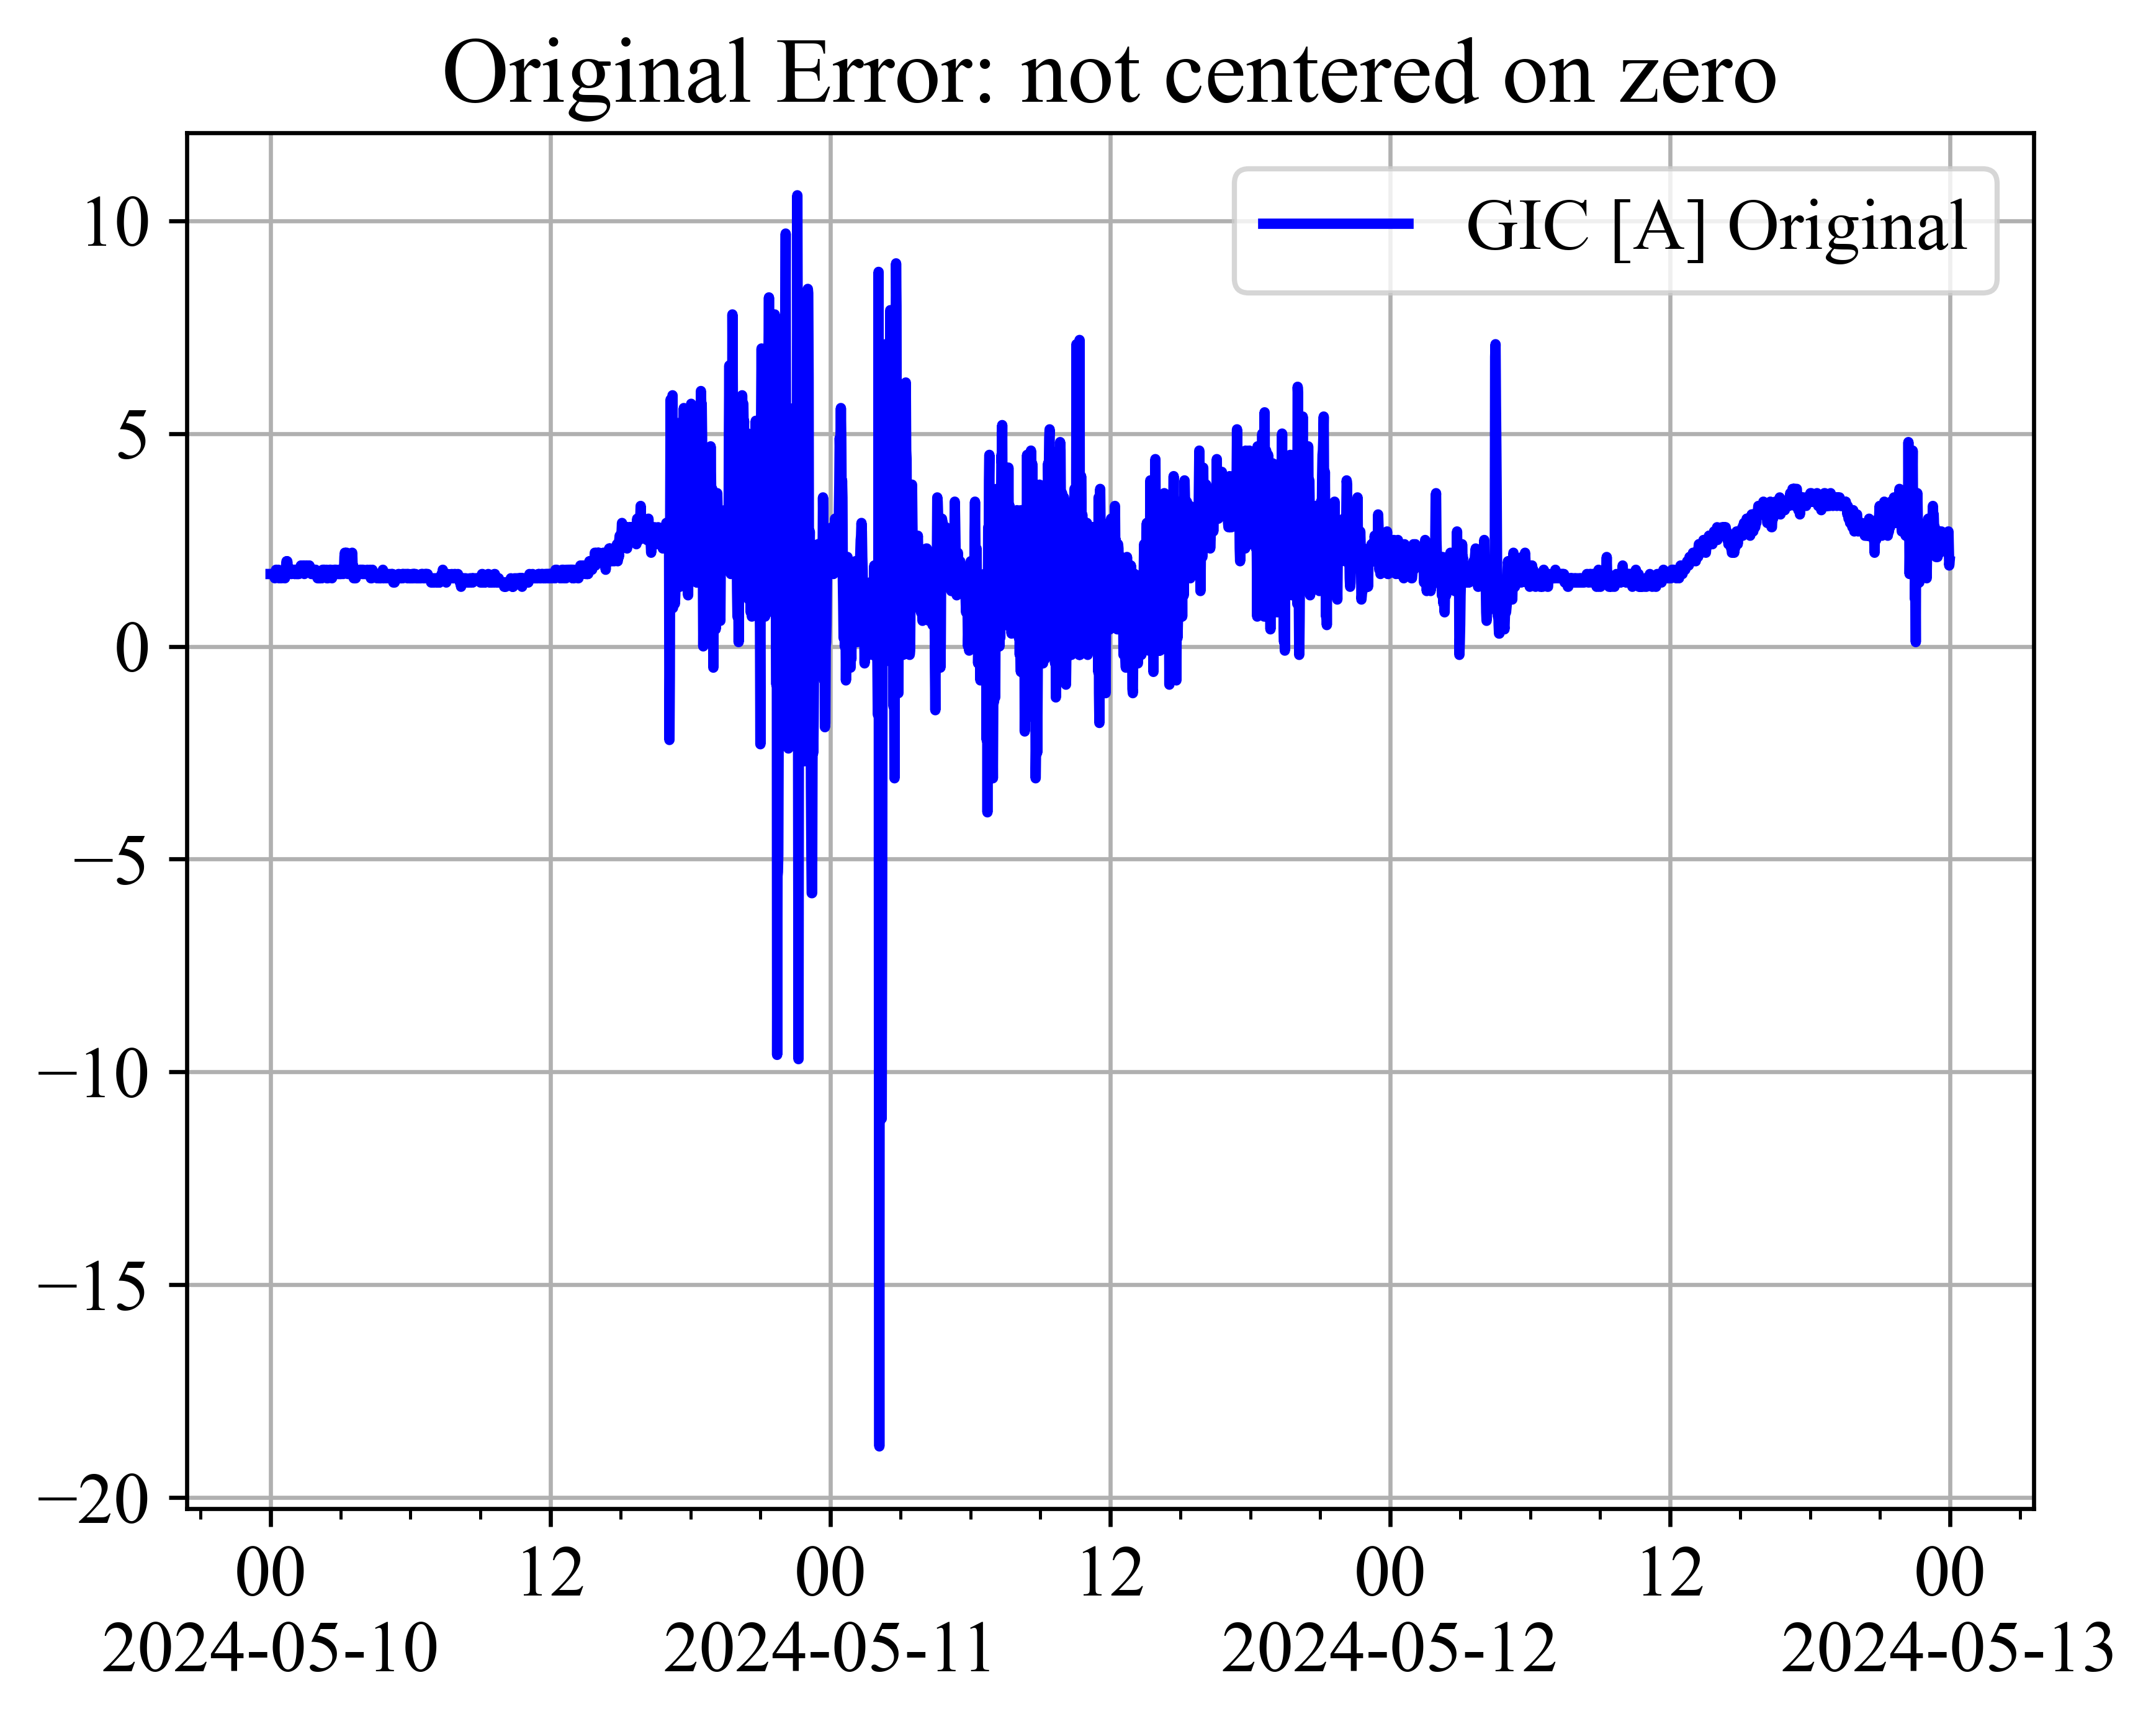 Original Error: not centered on zero
GIC [A] Original
10
5
0
−5
−10
−15
−20
00 12 00 12 00 12 00
2024-05-10 2024-05-11 2024-05-12 2024-05-13